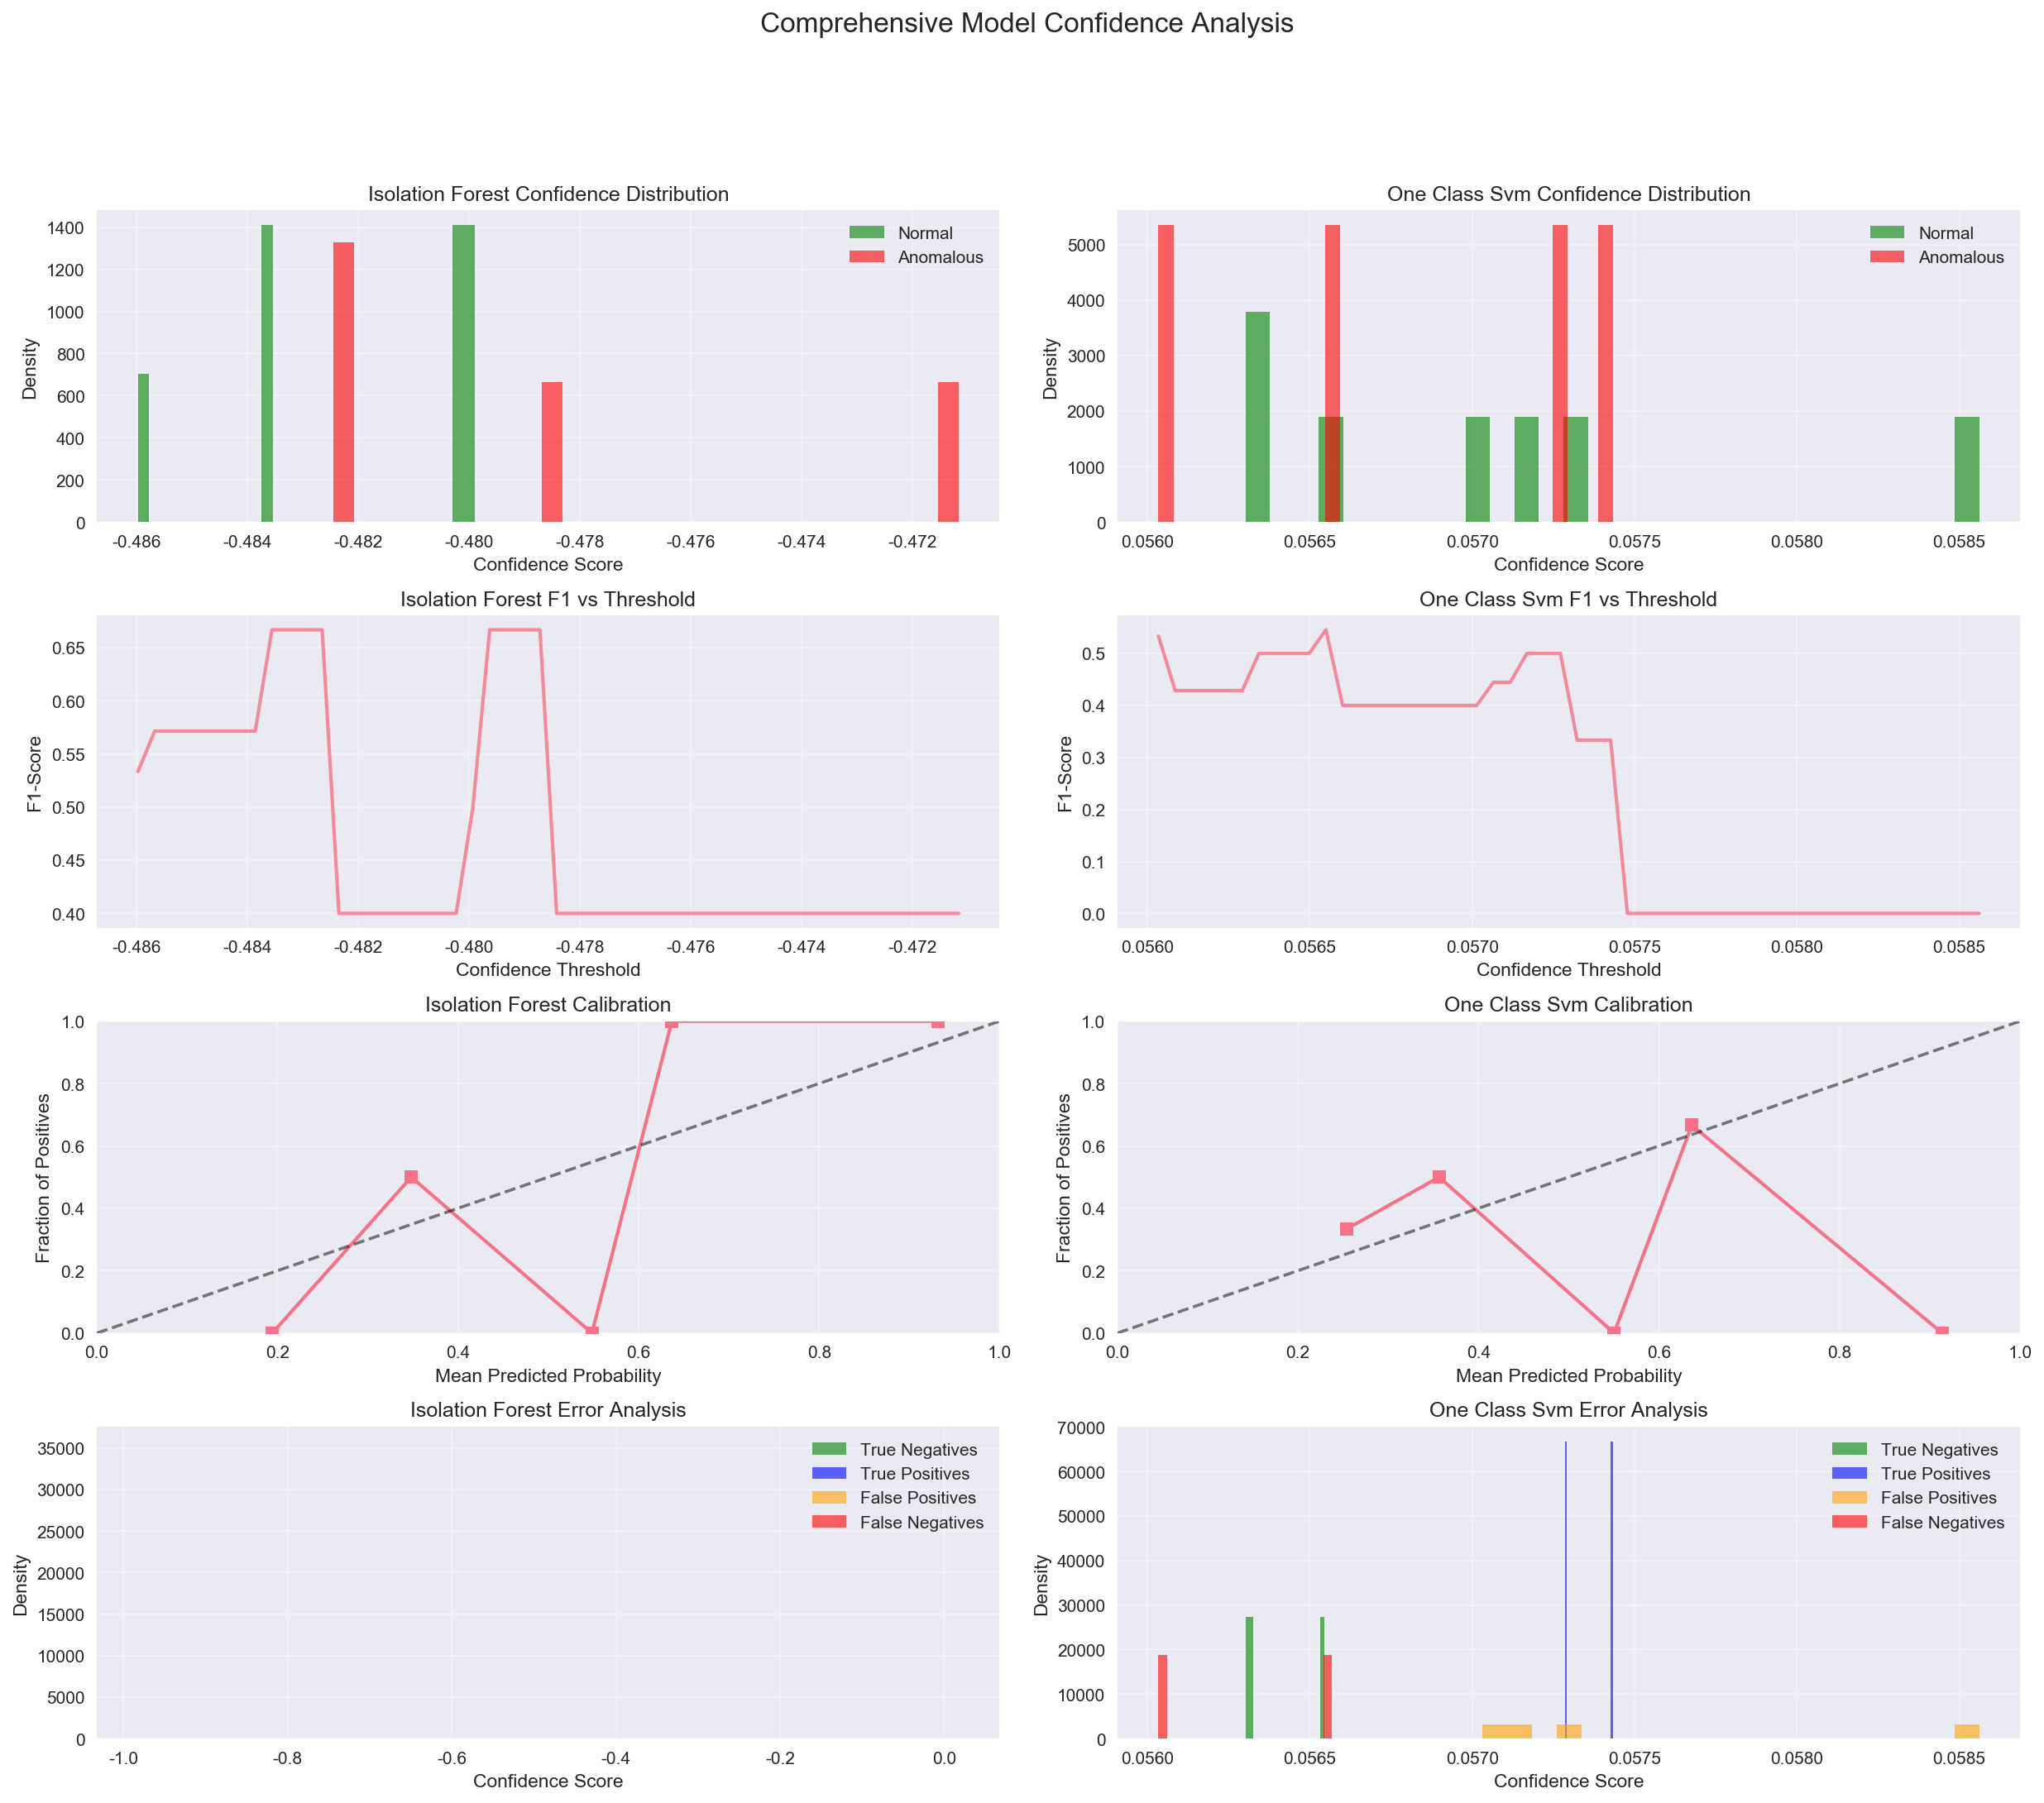 Comprehensive Model Confidence Analysis
Isolation Forest Confidence Distribution
1400
1200
1000
800
600
400
200
0
Density
Normal
Anomalous
-0.486 -0.484 -0.482 -0.480 -0.478 -0.476 -0.474 -0.472
Confidence Score
One Class Svm Confidence Distribution
5000
4000
3000
2000
1000
0
Density
Normal
Anomalous
0.0560 0.0565 0.0570 0.0575 0.0580 0.0585
Confidence Score
Isolation Forest F1 vs Threshold
0.65
0.60
0.55
0.50
0.45
0.40
F1-Score
-0.486 -0.484 -0.482 -0.480 -0.478 -0.476 -0.474 -0.472
Confidence Threshold
One Class Svm F1 vs Threshold
0.5
0.4
0.3
0.2
0.1
0.0
F1-Score
0.0560 0.0565 0.0570 0.0575 0.0580 0.0585
Confidence Threshold
Isolation Forest Calibration
1.0
0.8
0.6
0.4
0.2
0.0
Fraction of Positives
0.0 0.2 0.4 0.6 0.8 1.0
Mean Predicted Probability
One Class Svm Calibration
1.0
0.8
0.6
0.4
0.2
0.0
Fraction of Positives
0.0 0.2 0.4 0.6 0.8 1.0
Mean Predicted Probability
Isolation Forest Error Analysis
35000
30000
25000
20000
15000
10000
5000
0
Density
True Negatives
True Positives
False Positives
False Negatives
-1.0 -0.8 -0.6 -0.4 -0.2 0.0
Confidence Score
One Class Svm Error Analysis
70000
60000
50000
40000
30000
20000
10000
0
Density
True Negatives
True Positives
False Positives
False Negatives
0.0560 0.0565 0.0570 0.0575 0.0580 0.0585
Confidence Score